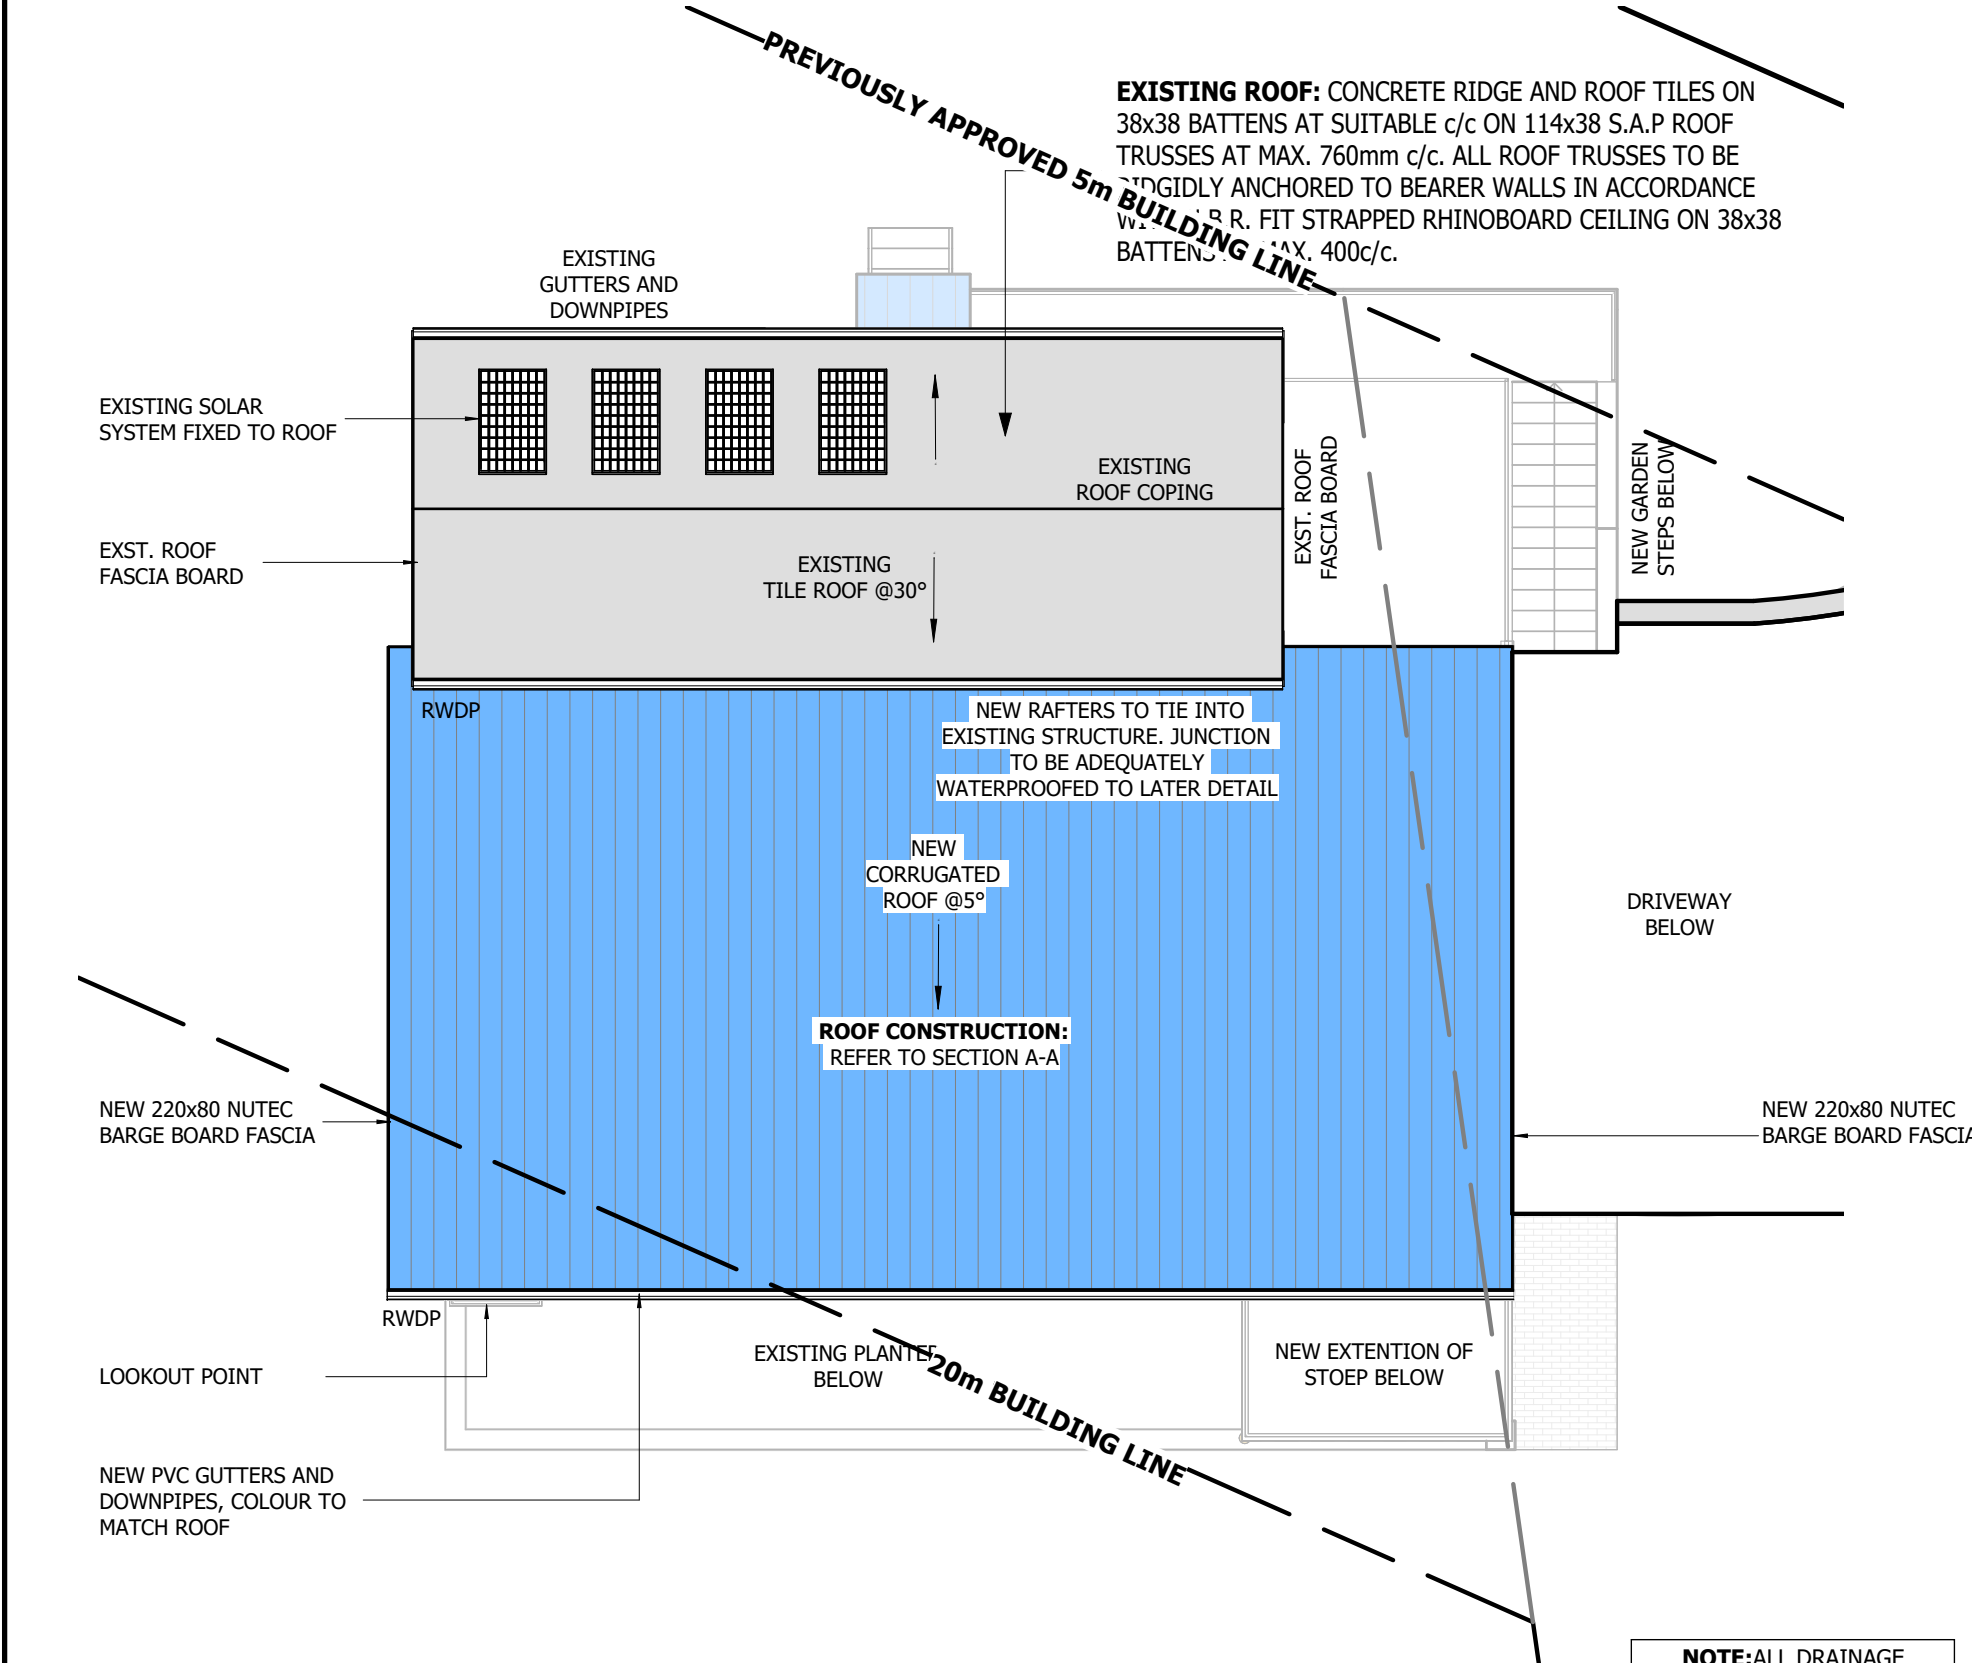 PREVIOUSLY APPROVED 5m BUILDING LINE
EXISTING ROOF: CONCRETE RIDGE AND ROOF TILES ON
38x38 BATTENS AT SUITABLE c/c ON 114x38 S.A.P ROOF
TRUSSES AT MAX. 760mm c/c. ALL ROOF TRUSSES TO BE
ANCHORED TO BEARER WALLS IN ACCORDANCE
FIT STRAPPED RHINOBOARD CEILING ON 38x38
BATTENS 400c/c.
EXISTING
GUTTERS AND
DOWNPIPES
EXISTING SOLAR
SYSTEM FIXED TO ROOF
EXISTING
ROOF COPING
EXST. ROOF
FASCIA BOARD
NEW GARDEN
STEPS BELOW
EXST. ROOF
FASCIA BOARD
EXISTING
TILE ROOF @30°
RWDP
NEW RAFTERS TO TIE INTO
EXISTING STRUCTURE. JUNCTION
TO BE ADEQUATELY
WATERPROOFED TO LATER DETAIL
NEW
CORRUGATED
ROOF @5°
DRIVEWAY
BELOW
ROOF CONSTRUCTION:
REFER TO SECTION A-A
NEW 220x80 NUTEC
BARGE BOARD FASCIA
NEW 220x80 NUTEC
BARGE BOARD FASCIA
RWDP
LOOKOUT POINT
EXISTING PLANTER
BELOW
20m BUILDING LINE
NEW EXTENTION OF
STOEP BELOW
NEW PVC GUTTERS AND
DOWNPIPES, COLOUR TO
MATCH ROOF
NOTE:ALL DRAINAGE